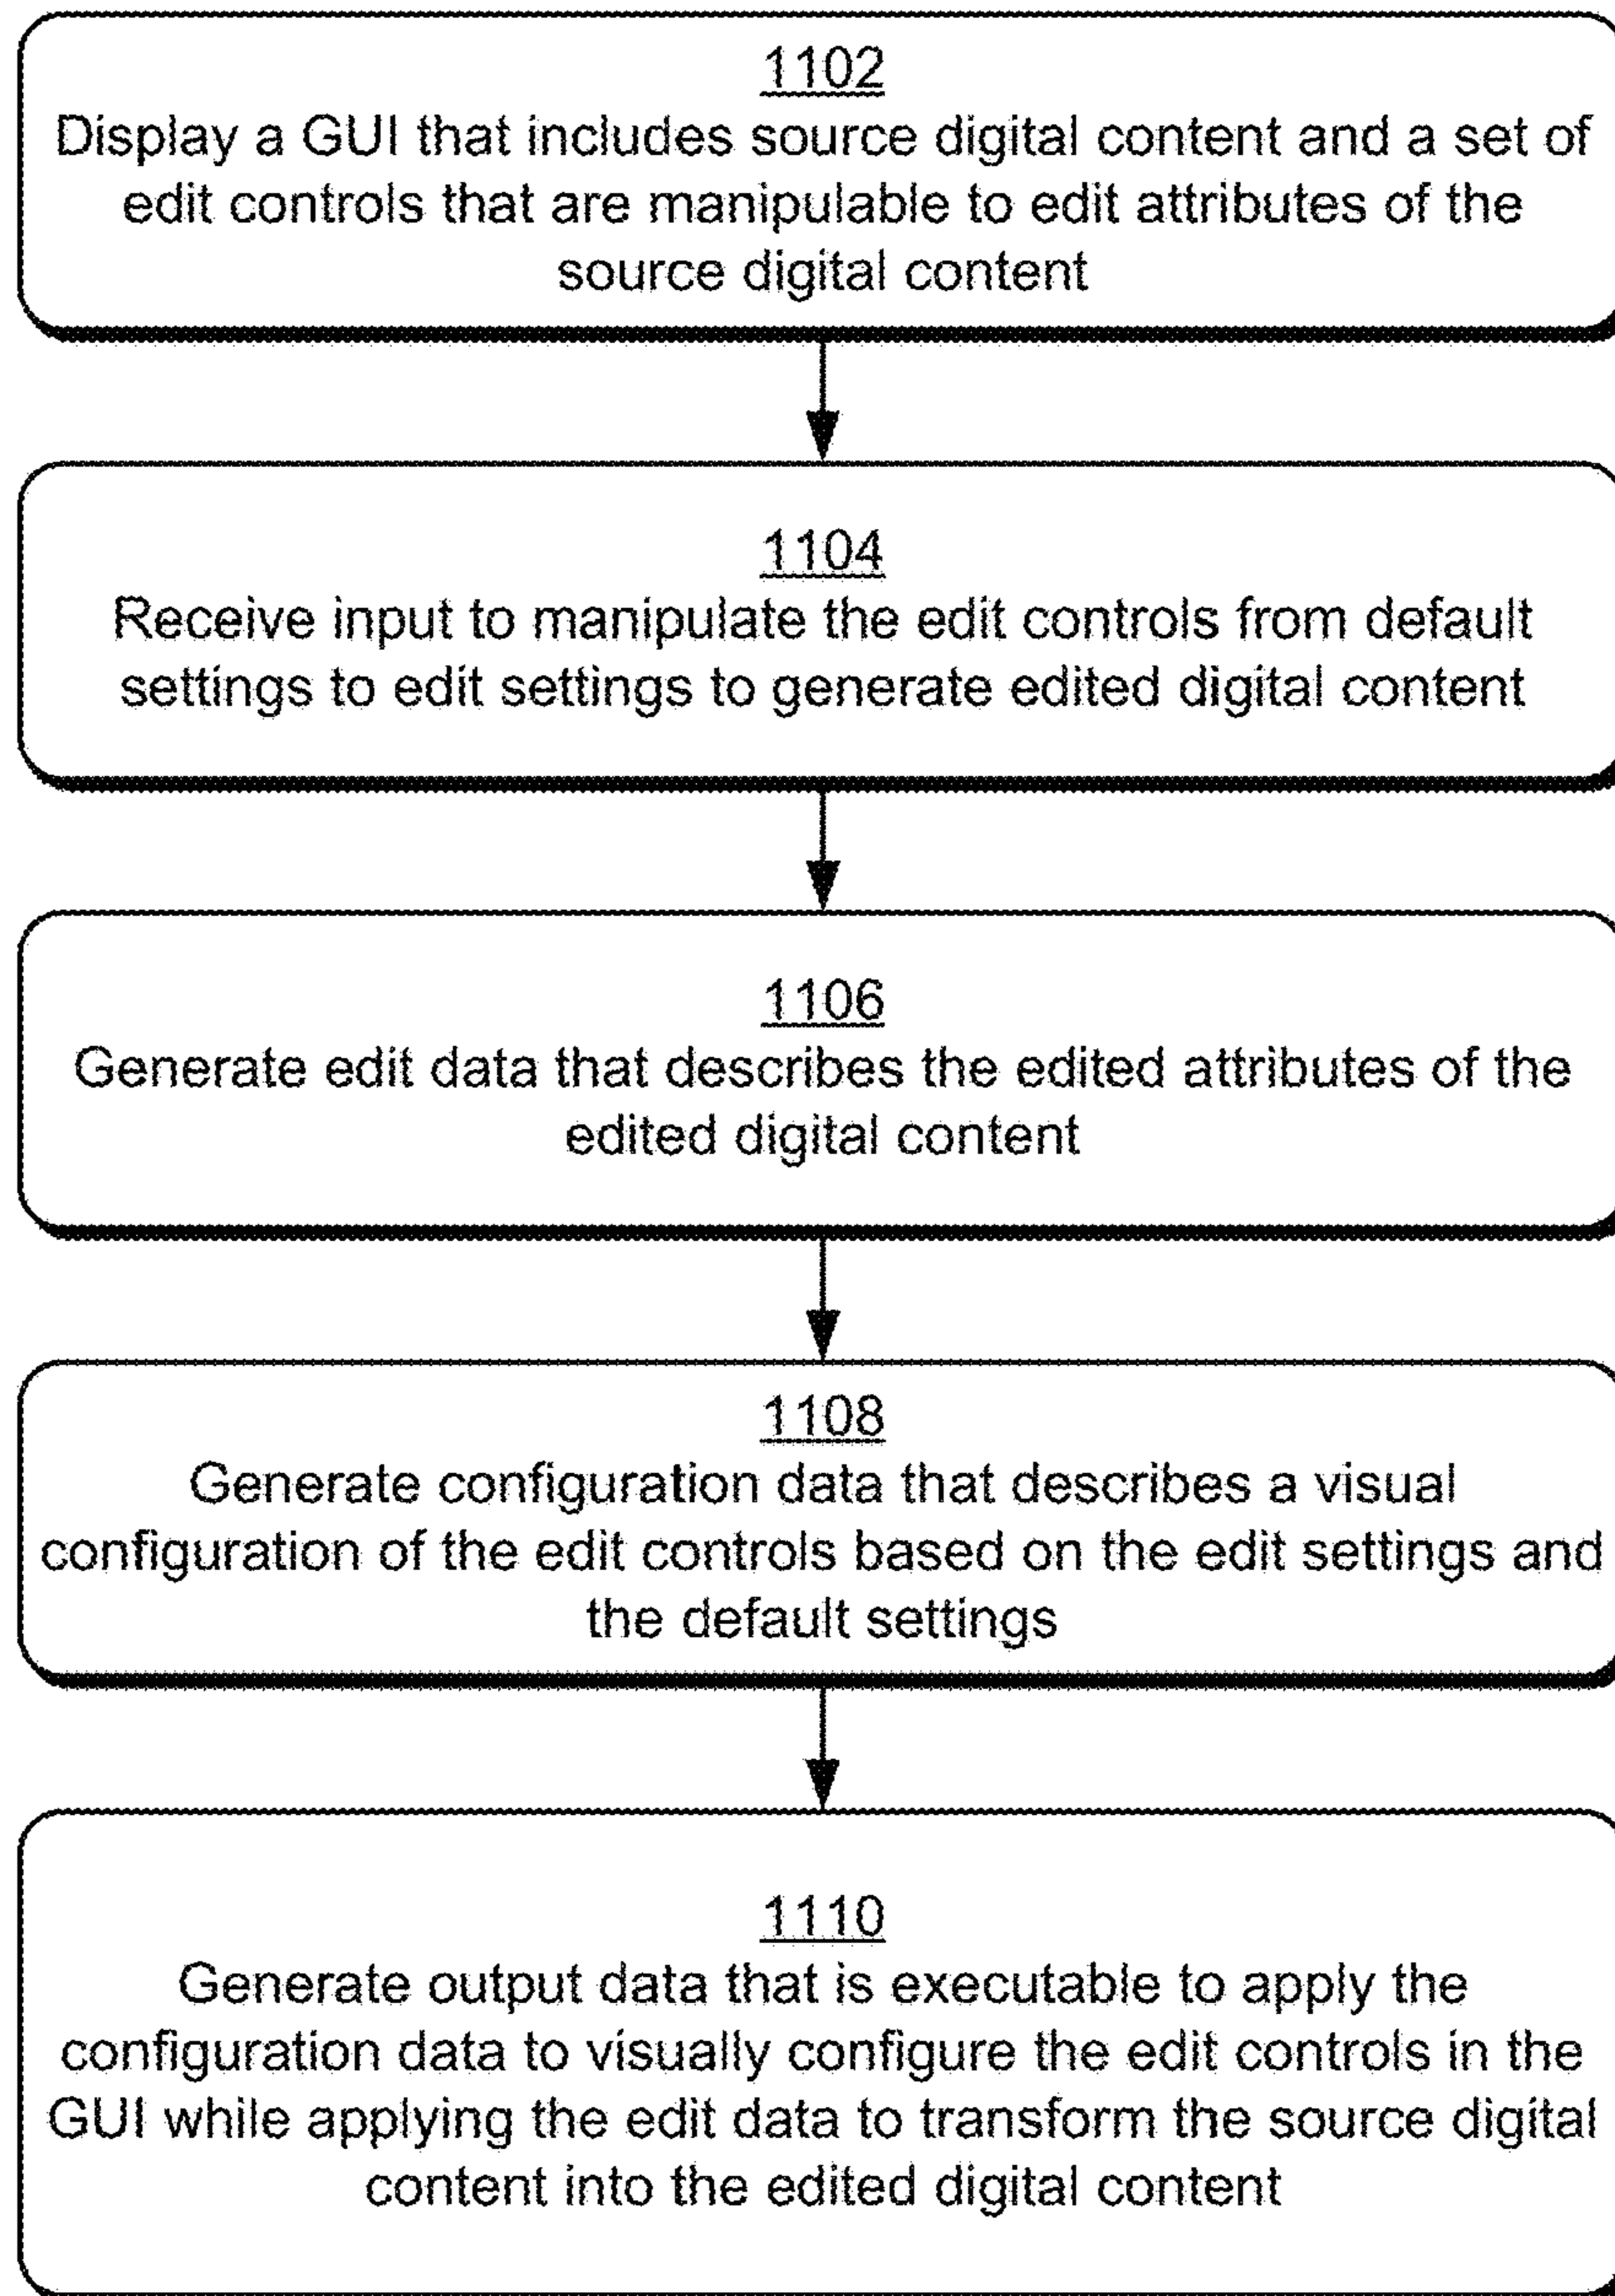 1102
Display a GUI that includes source digital content and a set of
edit controls that are manipulable to edit attributes of the
source digital content
1104
Receive input to manipulate the edit controls from default
settings to edit settings to generate edited digital content
1106
Generate edit data that describes the edited attributes of the
edited digital content
1108
Generate configuration data that describes a visual
configuration of the edit controls based on the edit settings and
the default settings
1110
Generate output data that is executable to apply the
configuration data to visually configure the edit controls in the
GUI while applying the edit data to transform the source digital
content into the edited digital content